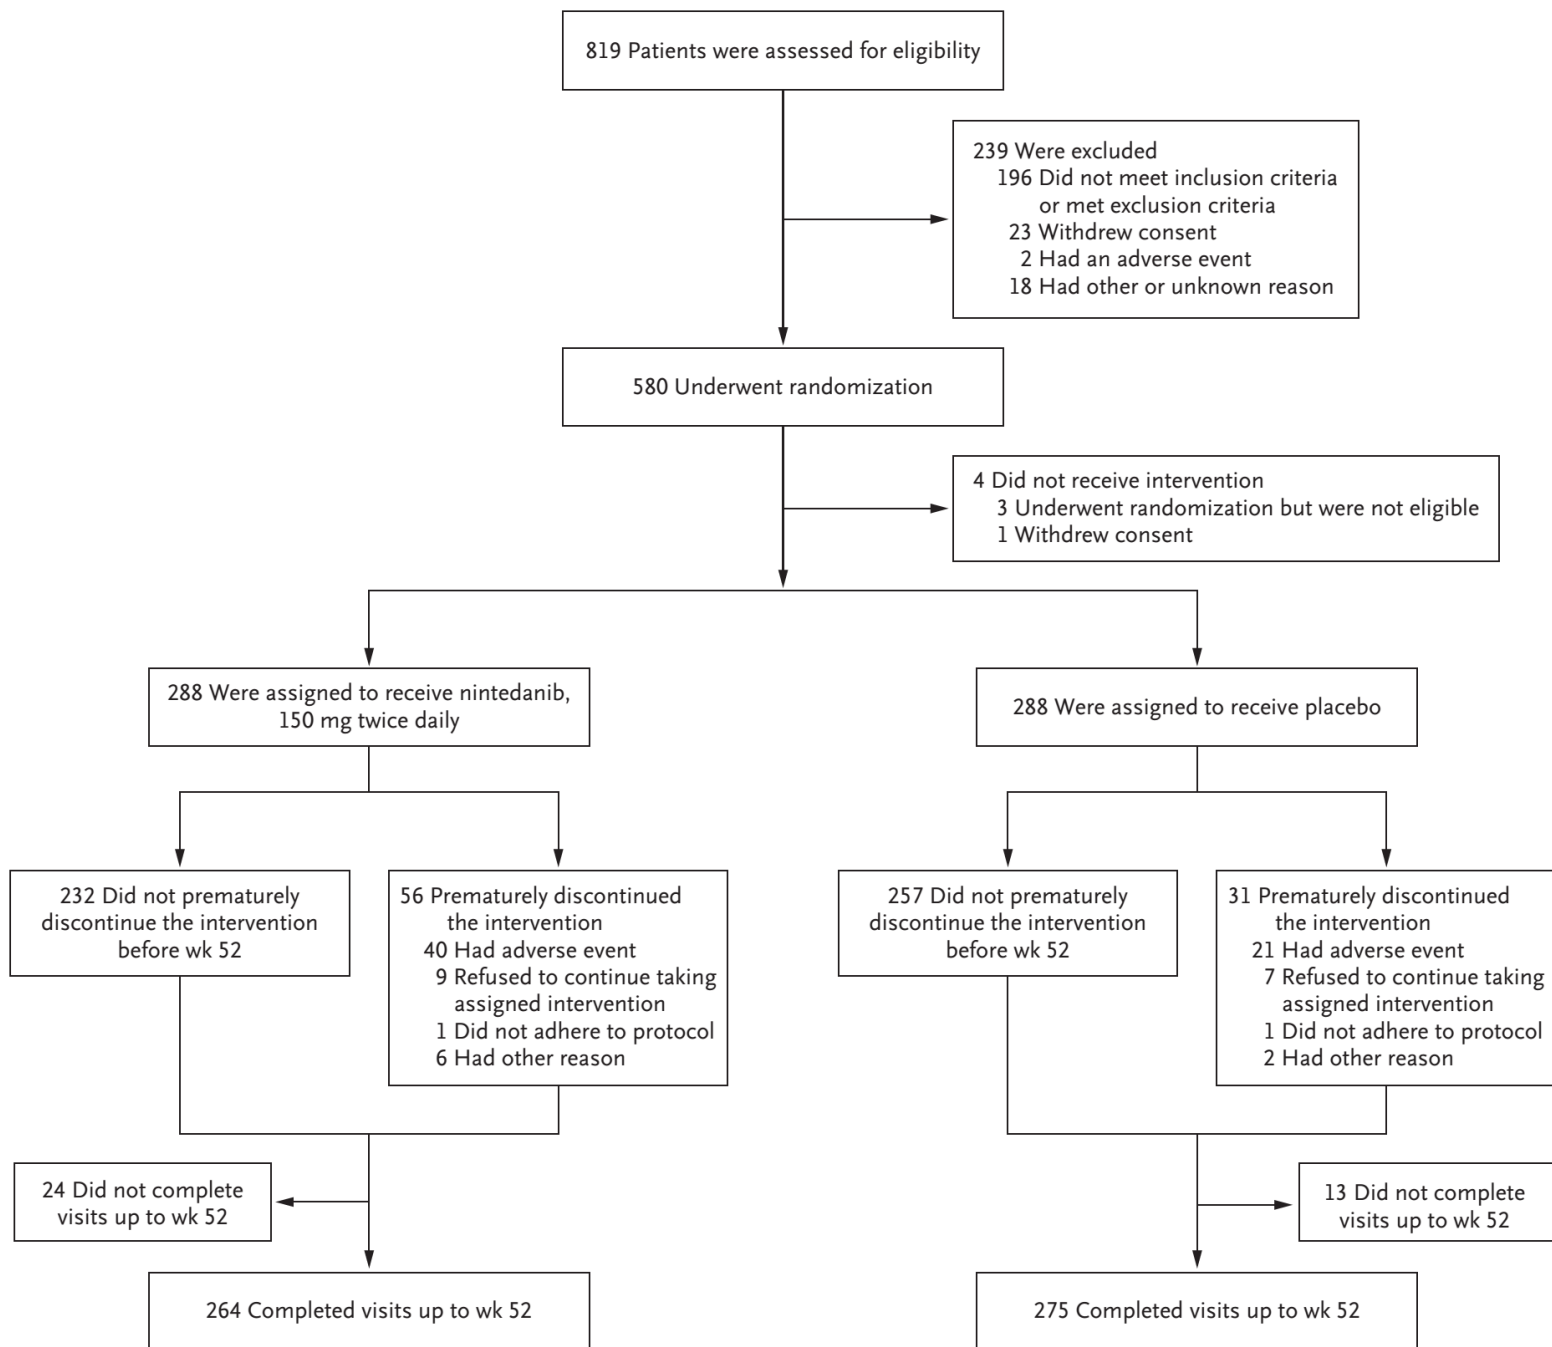 819 Patients were assessed for eligibility
239 Were excluded
196 Did not meet inclusion criteria
or met exclusion criteria
23 Withdrew consent
2 Had an adverse event
18 Had other or unknown reason
580 Underwent randomization
4 Did not receive intervention
3 Underwent randomization but were not eligible
1 Withdrew consent
288 Were assigned to receive nintedanib,
150 mg twice daily
288 Were assigned to receive placebo
232 Did not prematurely
discontinue the intervention
before wk 52
56 Prematurely discontinued
the intervention
40 Had adverse event
9 Refused to continue taking
assigned intervention
1 Did not adhere to protocol
6 Had other reason
257 Did not prematurely
discontinue the intervention
before wk 52
31 Prematurely discontinued
the intervention
21 Had adverse event
7 Refused to continue taking
assigned intervention
1 Did not adhere to protocol
2 Had other reason
24 Did not complete
visits up to wk 52
13 Did not complete
visits up to wk 52
264 Completed visits up to wk 52
275 Completed visits up to wk 52